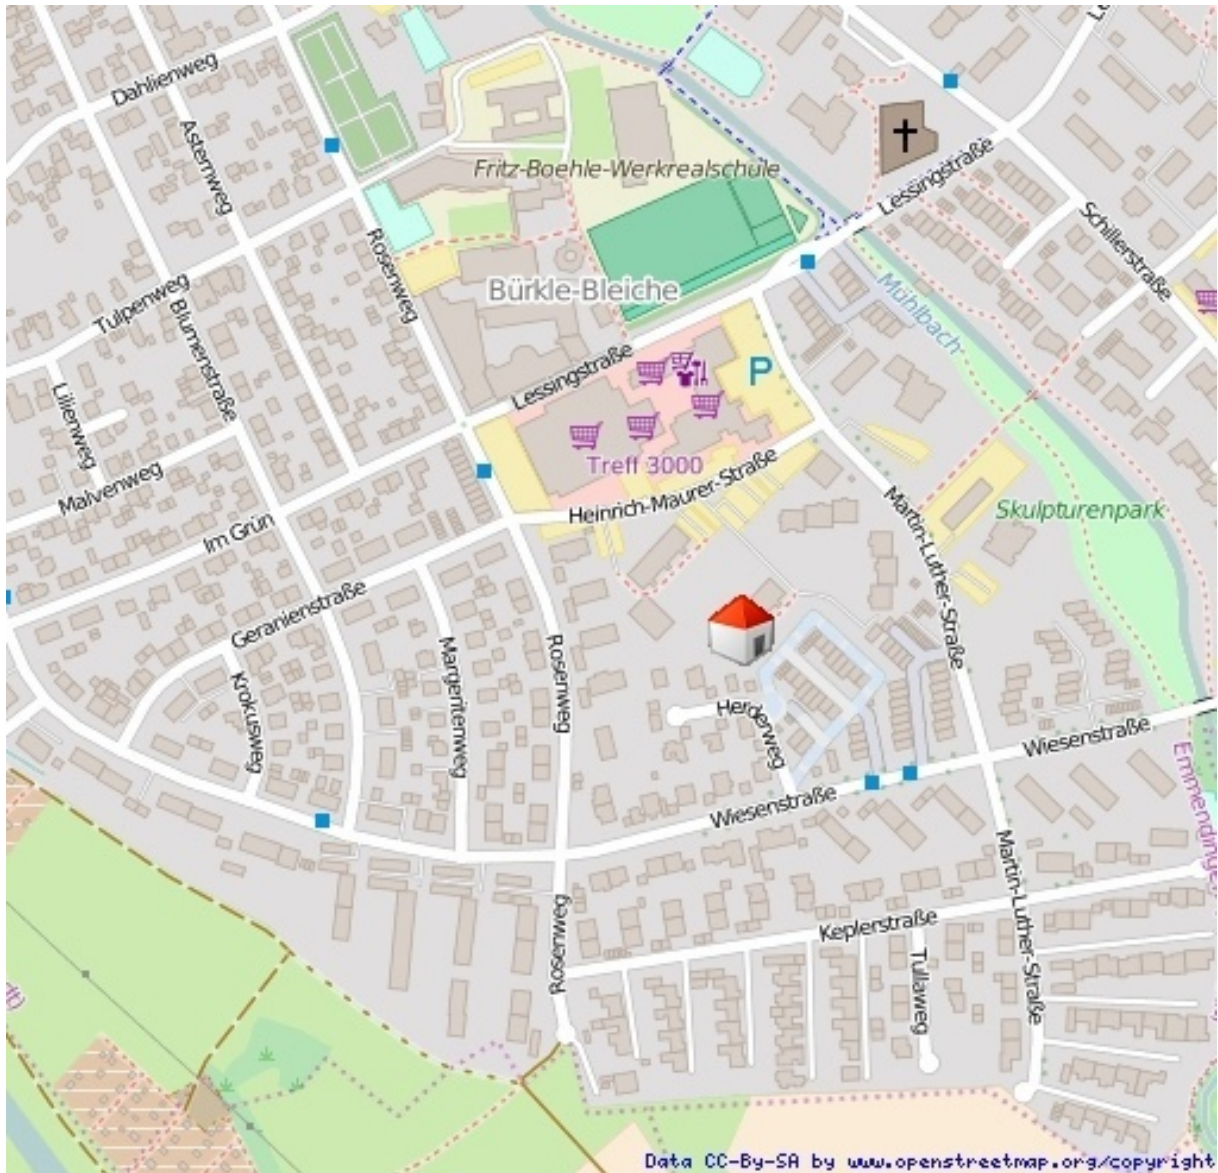 Dahlienweg
Asternweg
Fritz-Boehle-Werkrealschule
Lessingstraße
Schillerstraße
Rosenweg
Tulpenweg
Blumenstraße
Bürkle-Bleiche
Mühlbach
Lessingstraße
P
Lilienweg
Malvenweg
Treff 3000
Heinrich-Maurer-Straße
Im Grün
Martin-Luther-Straße
Skulpturenpark
Geranienstraße
Krokusweg
Margeritenweg
Rosenweg
Herderweg
Wiesenstraße
Wiesenstraße
Martin-Luther-Straße
Rosenweg
Keplerstraße
Tullaweg
Data CC-By-SA by www.openstreetmap.org/copyright